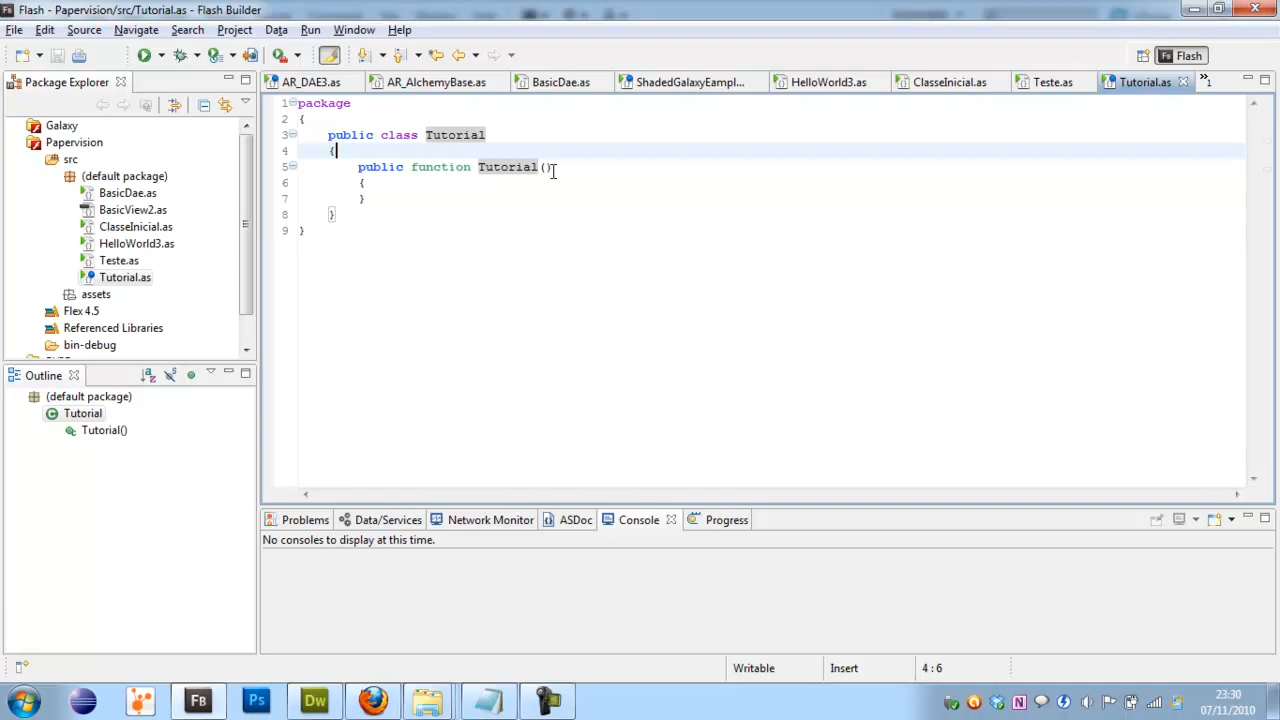 Flash - Papervision/src/Tutorial.as - Flash Builder
File Edit Source Navigate Search Project Data Run Window Help
Flash
Package Explorer
AR_DAE3.as AR_AlchemyBase.as BasicDae.as ShadedGalaxyEampl... HelloWorld3.as ClasseInicial.as Teste.as Tutorial.as »1
Galaxy
Papervision
src
(default package)
BasicDae.as
BasicView2.as
ClasseInicial.as
HelloWorld3.as
Teste.as
Tutorial.as
assets
Flex 4.5
Referenced Libraries
bin-debug
1 package
2 {
3 public class Tutorial
4 {
5 public function Tutorial()
6 {
7 }
8 }
9 }
Outline
(default package)
Tutorial
Tutorial()
Problems Data/Services Network Monitor ASDoc Console Progress
No consoles to display at this time.
Writable Insert 4 : 6
Fb Ps Dw N
23:30
07/11/2010